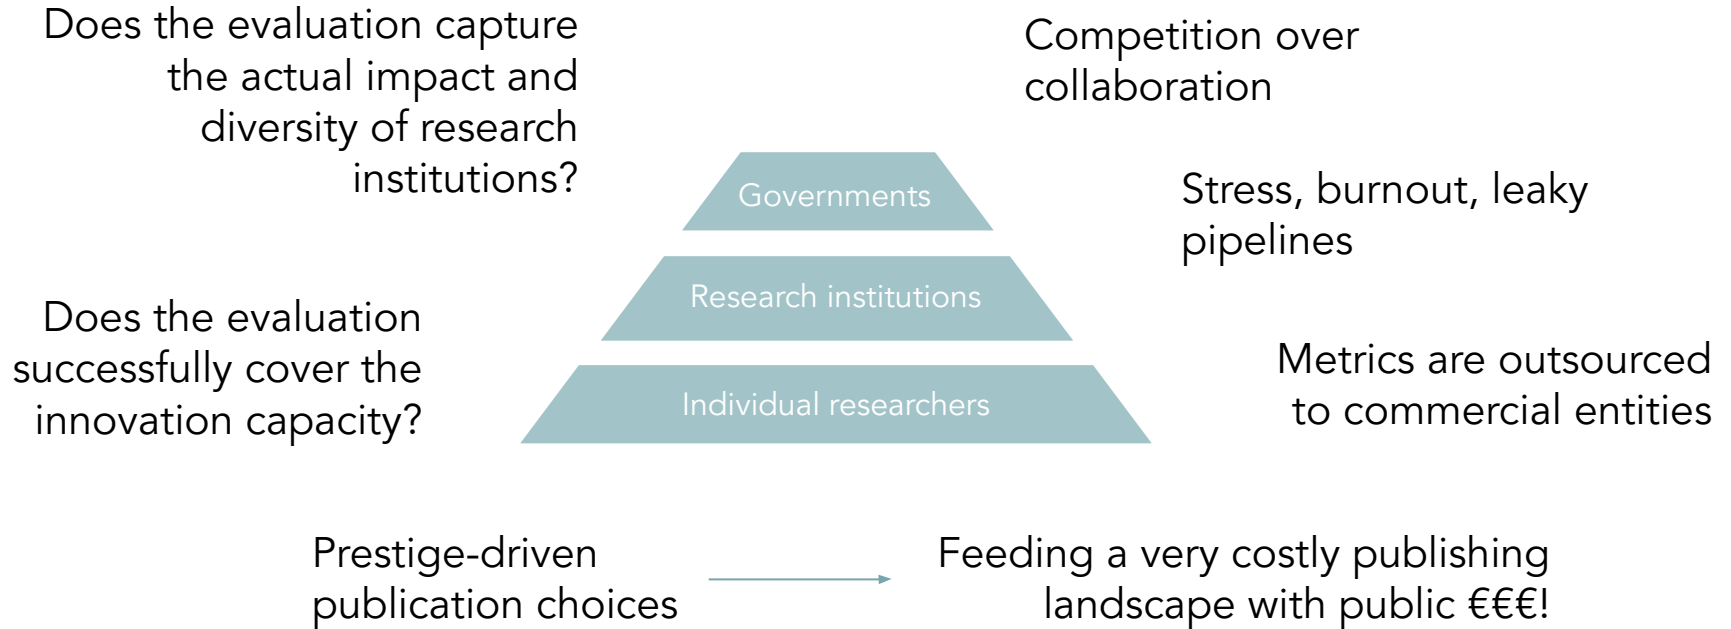 Does the evaluation capture
the actual impact and
diversity of research
institutions?
Competition over
collaboration
Governments
Stress, burnout, leaky
pipelines
Research institutions
Does the evaluation
successfully cover the
innovation capacity?
Individual researchers
Metrics are outsourced
to commercial entities
Prestige-driven
publication choices
Feeding a very costly publishing
landscape with public €€€!